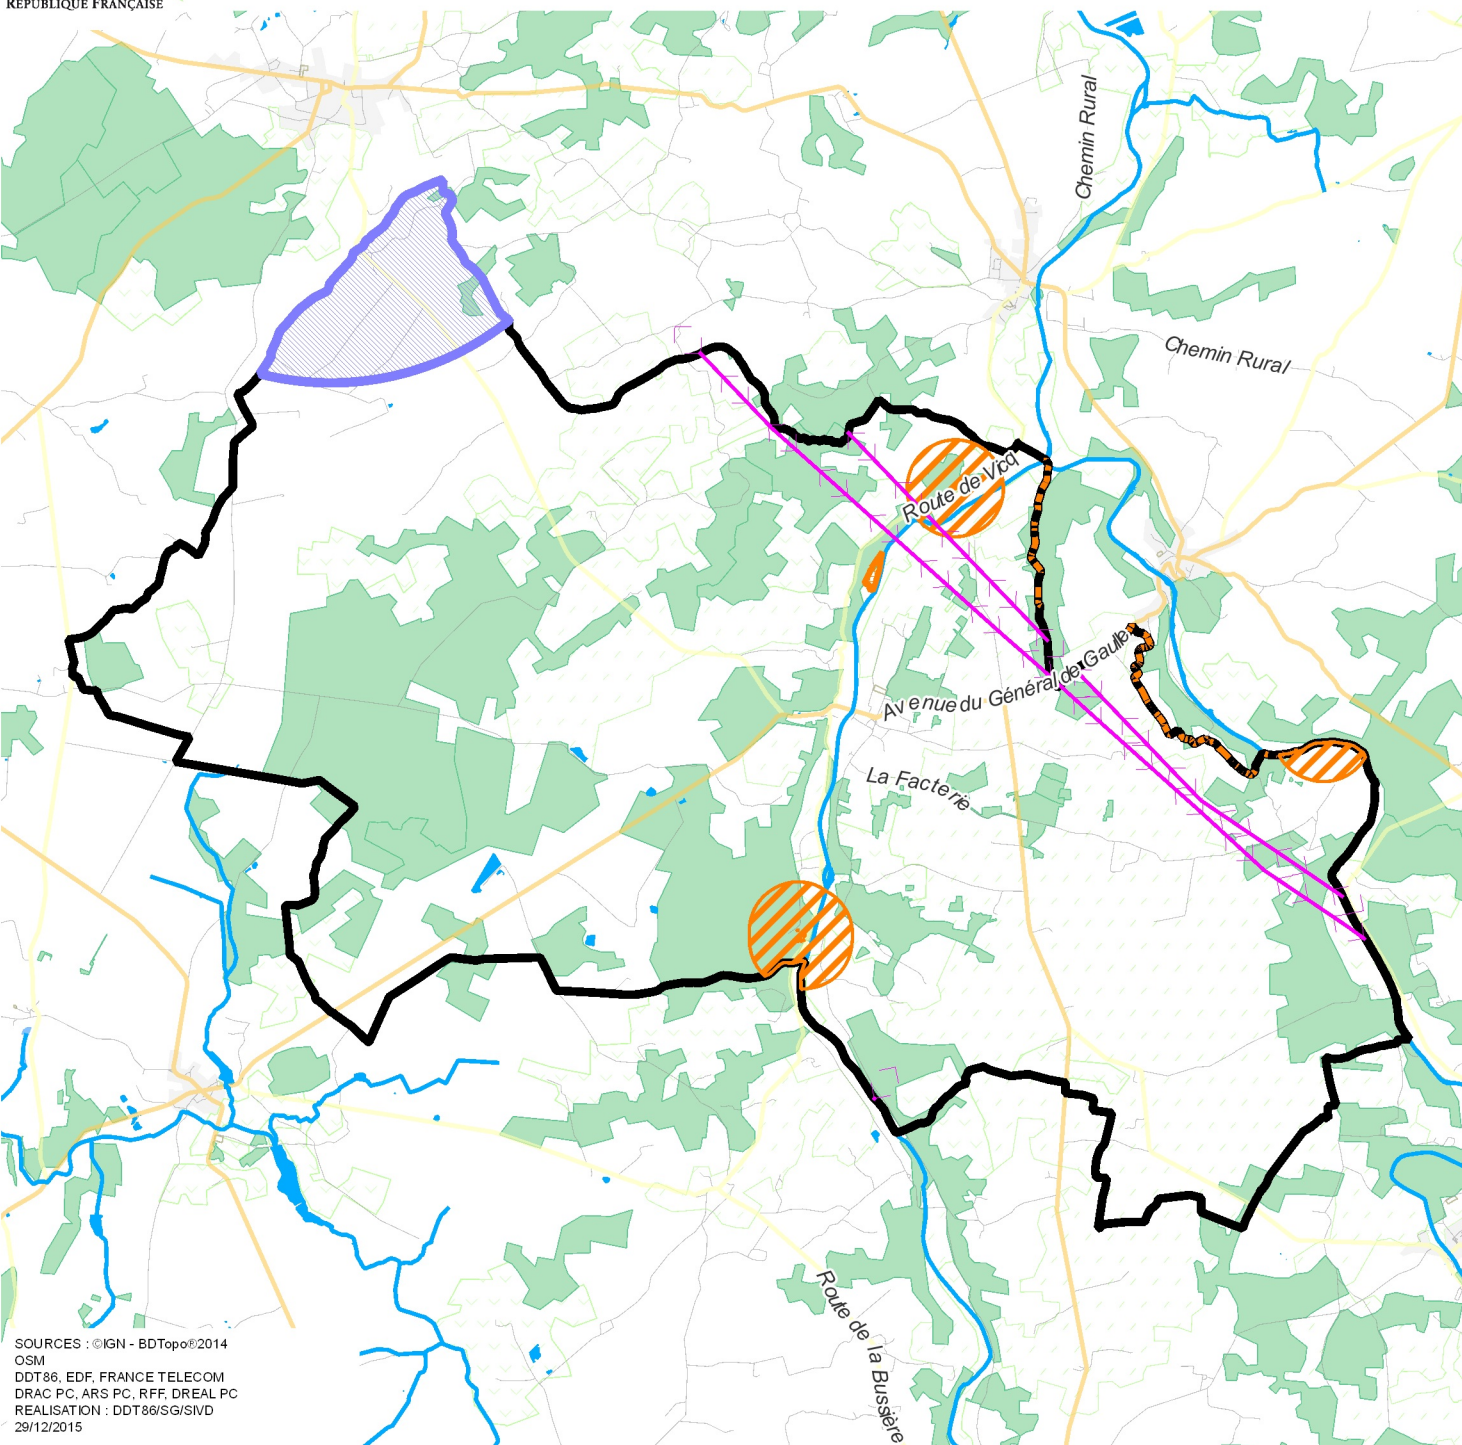 RÉPUBLIQUE FRANÇAISE
Chemin Rural
Chemin Rural
Route de Vicq
Avenue du Général de Gaulle
La Facterie
Route de la Bussière
SOURCES : ©IGN - BDTopo®2014
OSM
DDT86, EDF, FRANCE TELECOM
DRAC PC, ARS PC, RFF, DREAL PC
REALISATION : DDT86/SG/SIVD
29/12/2015